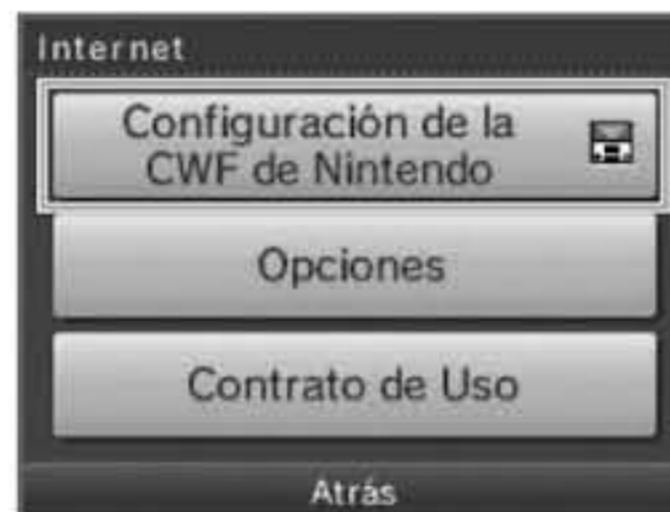 Internet
Configuración de la
CWF de Nintendo
Opciones
Contrato de Uso
Atrás